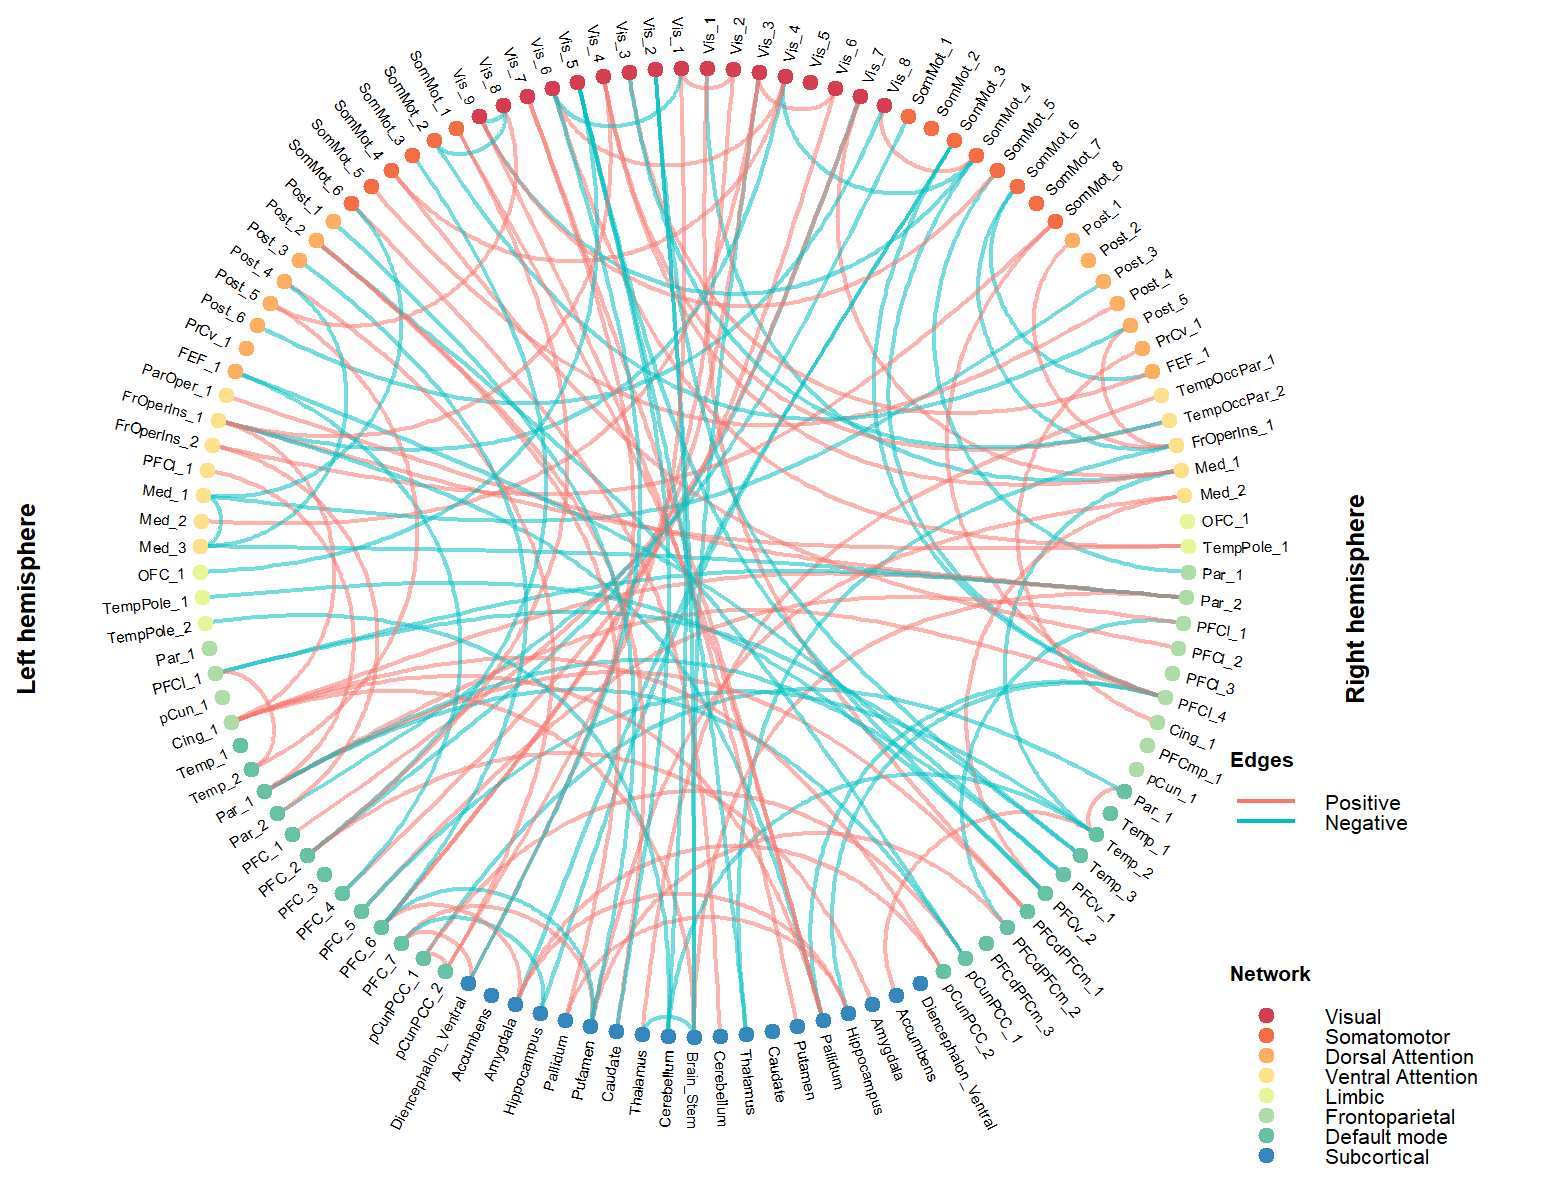 Vis_9
Vis_8
Vis_7
Vis_6
Vis_5
Vis_4
Vis_3
Vis_2
Vis_1
Vis_1
Vis_2
Vis_3
Vis_4
Vis_5
Vis_6
Vis_7
Vis_8
SomMot_1
SomMot_2
SomMot_3
SomMot_4
SomMot_5
SomMot_6
SomMot_7
SomMot_8
Post_1
Post_2
Post_3
Post_4
Post_5
PrCv_1
FEF_1
TempOccPar_1
TempOccPar_2
FrOperIns_1
Med_1
Med_2
OFC_1
TempPole_1
Par_1
Par_2
PFCl_1
PFCl_2
PFCl_3
PFCl_4
Cing_1
PFCmp_1
pCun_1
Par_1
Temp_1
Temp_2
Temp_3
PFCv_1
PFCv_2
PFCdPFCm_1
PFCdPFCm_2
PFCdPFCm_3
pCunPCC_1
pCunPCC_2
Diencephalon_Ventral
Accumbens
Amygdala
Hippocampus
Pallidum
Putamen
Caudate
Thalamus
Cerebellum
Brain_Stem
Cerebellum
Thalamus
Caudate
Putamen
Pallidum
Hippocampus
Amygdala
Accumbens
Diencephalon_Ventral
pCunPCC_2
pCunPCC_1
PFC_7
PFC_6
PFC_5
PFC_4
PFC_3
PFC_2
PFC_1
Par_2
Par_1
Temp_2
Temp_1
Cing_1
pCun_1
PFCl_1
Par_1
TempPole_2
TempPole_1
OFC_1
Med_3
Med_2
Med_1
PFCl_1
FrOperIns_2
FrOperIns_1
ParOper_1
FEF_1
PrCv_1
Post_6
Post_5
Post_4
Post_3
Post_2
Post_1
SomMot_6
SomMot_5
SomMot_4
SomMot_3
SomMot_2
SomMot_1
Left hemisphere
Right hemisphere
Edges
Positive
Negative
Network
Visual
Somatomotor
Dorsal Attention
Ventral Attention
Limbic
Frontoparietal
Default mode
Subcortical